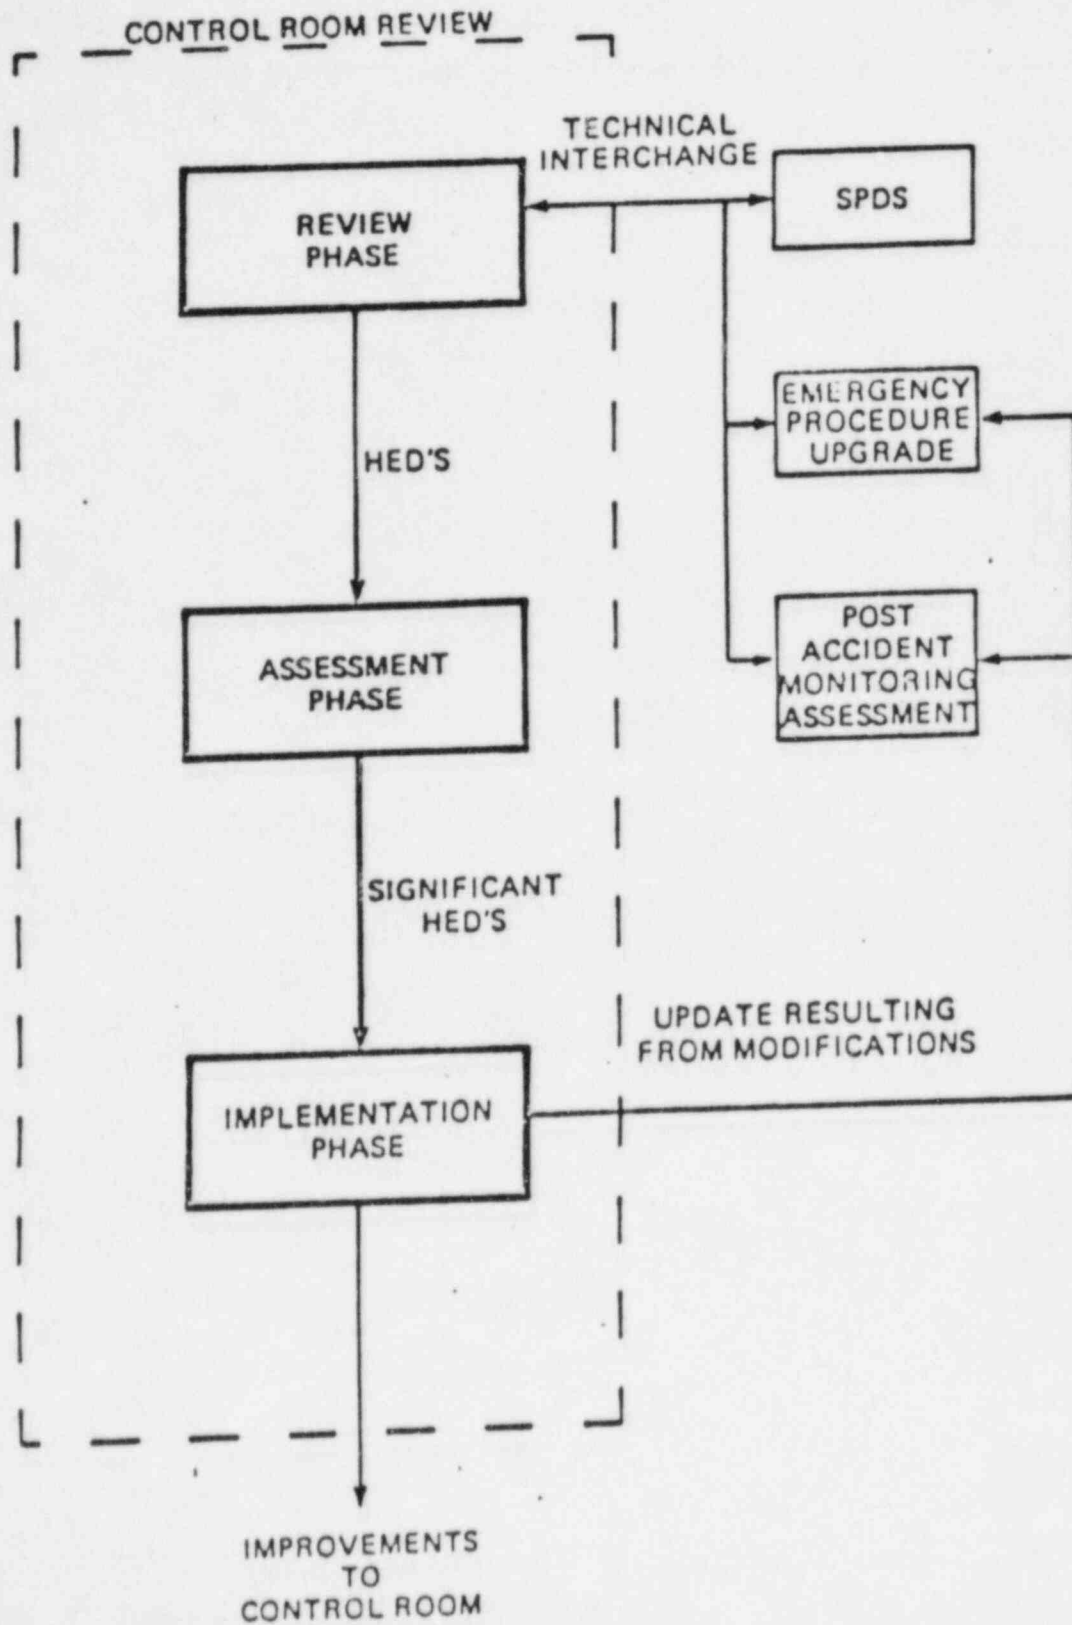 CONTROL ROOM REVIEW
TECHNICAL
INTERCHANGE
REVIEW
PHASE
SPDS
EMERGENCY
PROCEDURE
UPGRADE
HED'S
POST
ACCIDENT
MONITORING
ASSESSMENT
ASSESSMENT
PHASE
SIGNIFICANT
HED'S
UPDATE RESULTING
FROM MODIFICATIONS
IMPLEMENTATION
PHASE
IMPROVEMENTS
TO
CONTROL ROOM